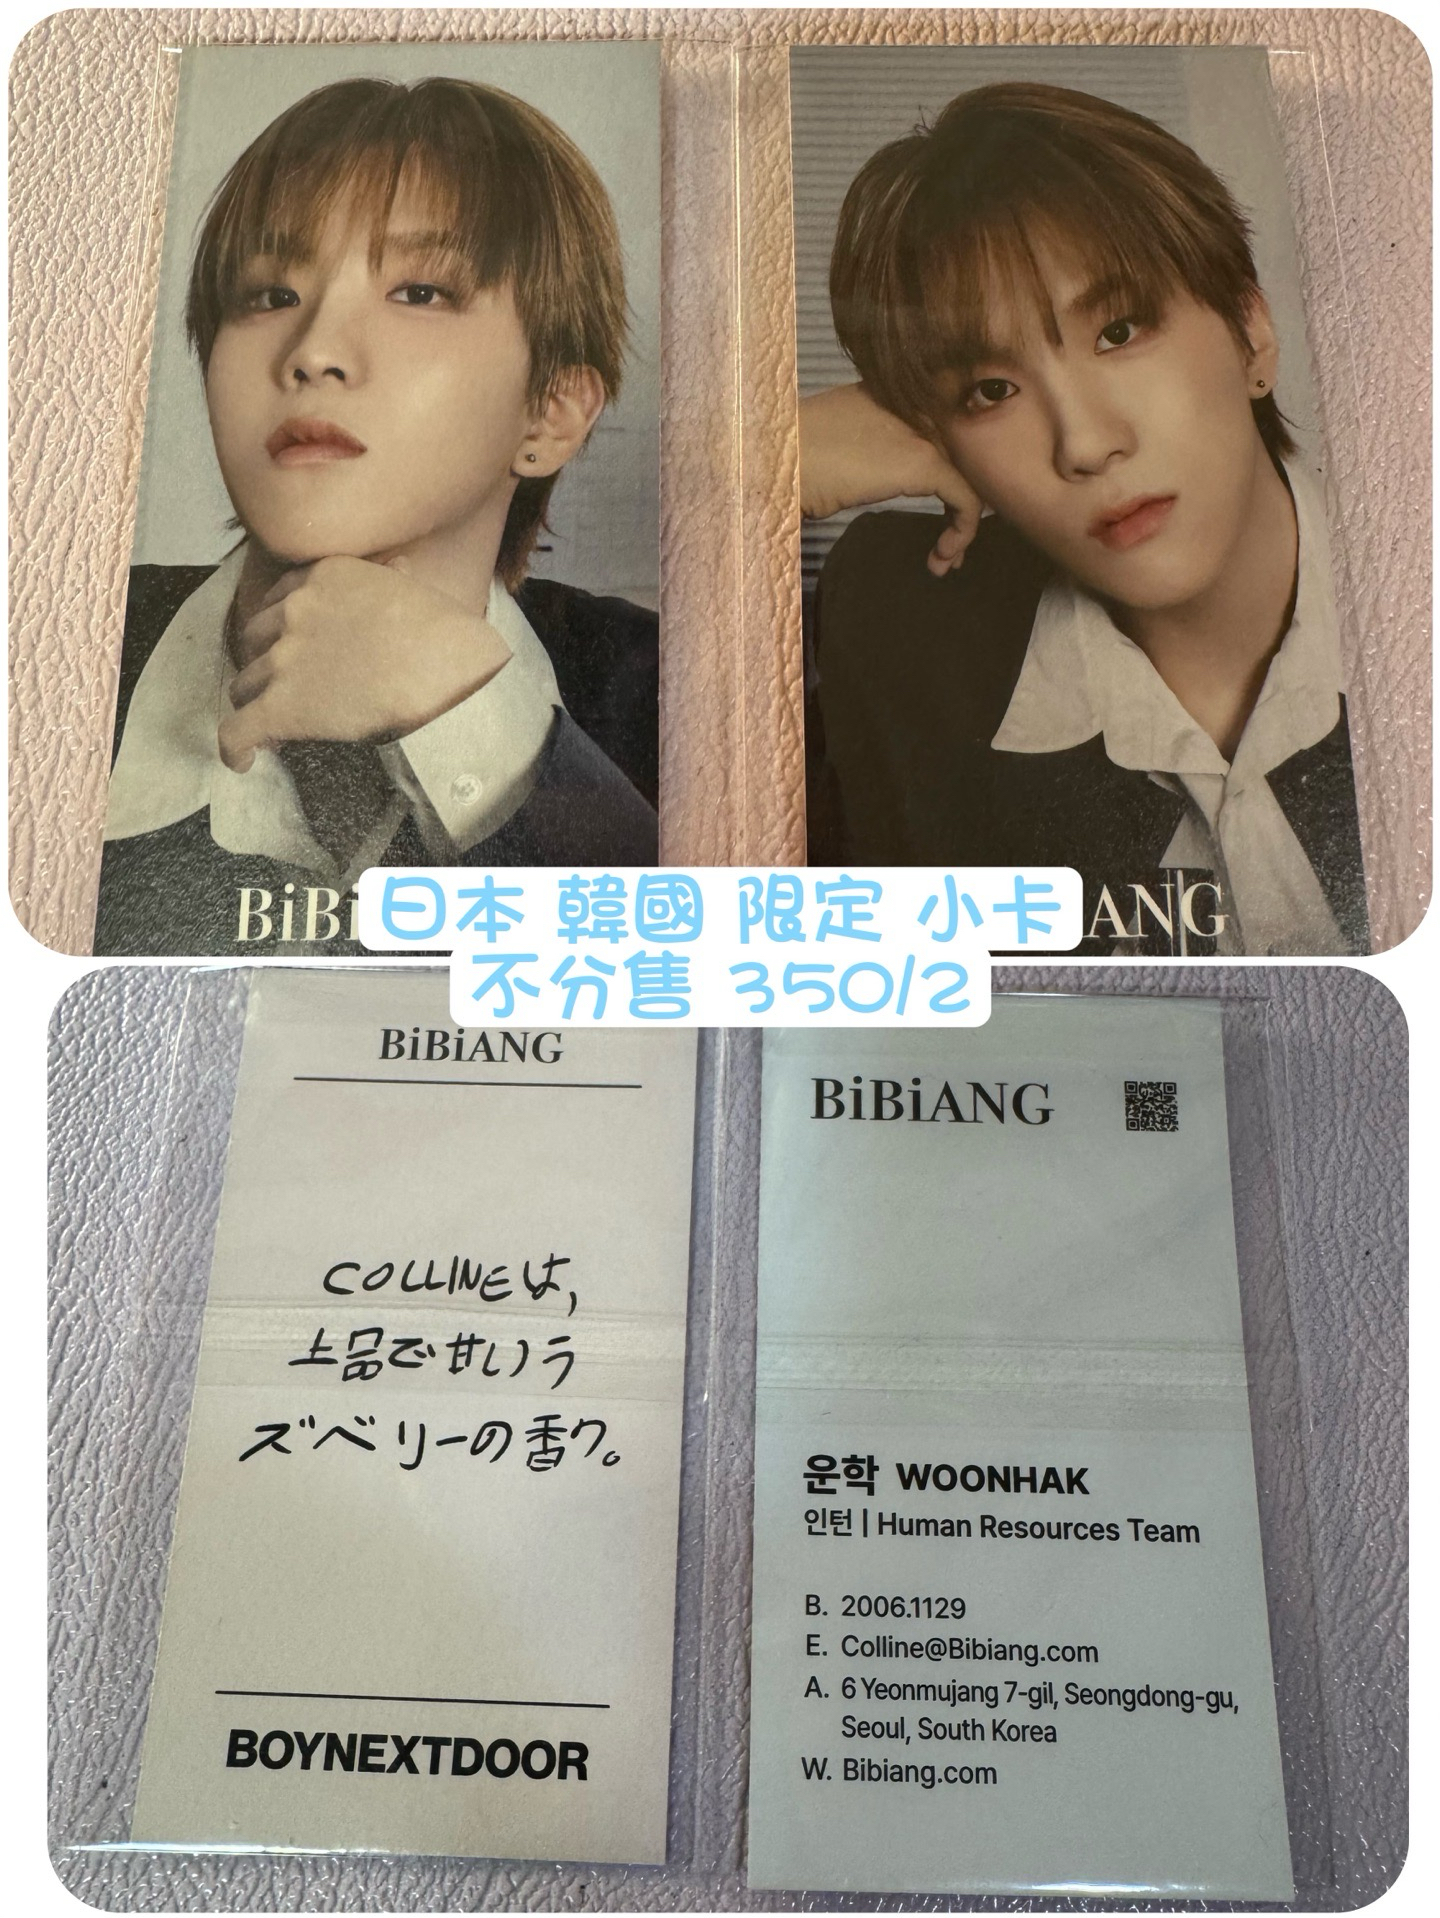 BiBi
ANG
日本 韓國 限定 小卡
不分售 350/2
BiBiANG
COLLINEは,
上品で甘いラ
ズベリーの香り。
BOYNEXTDOOR
BiBiANG
운학 WOONHAK
인턴 | Human Resources Team
B. 2006.1129
E. Colline@Bibiang.com
A. 6 Yeonmujang 7-gil, Seongdong-gu,
Seoul, South Korea
W. Bibiang.com